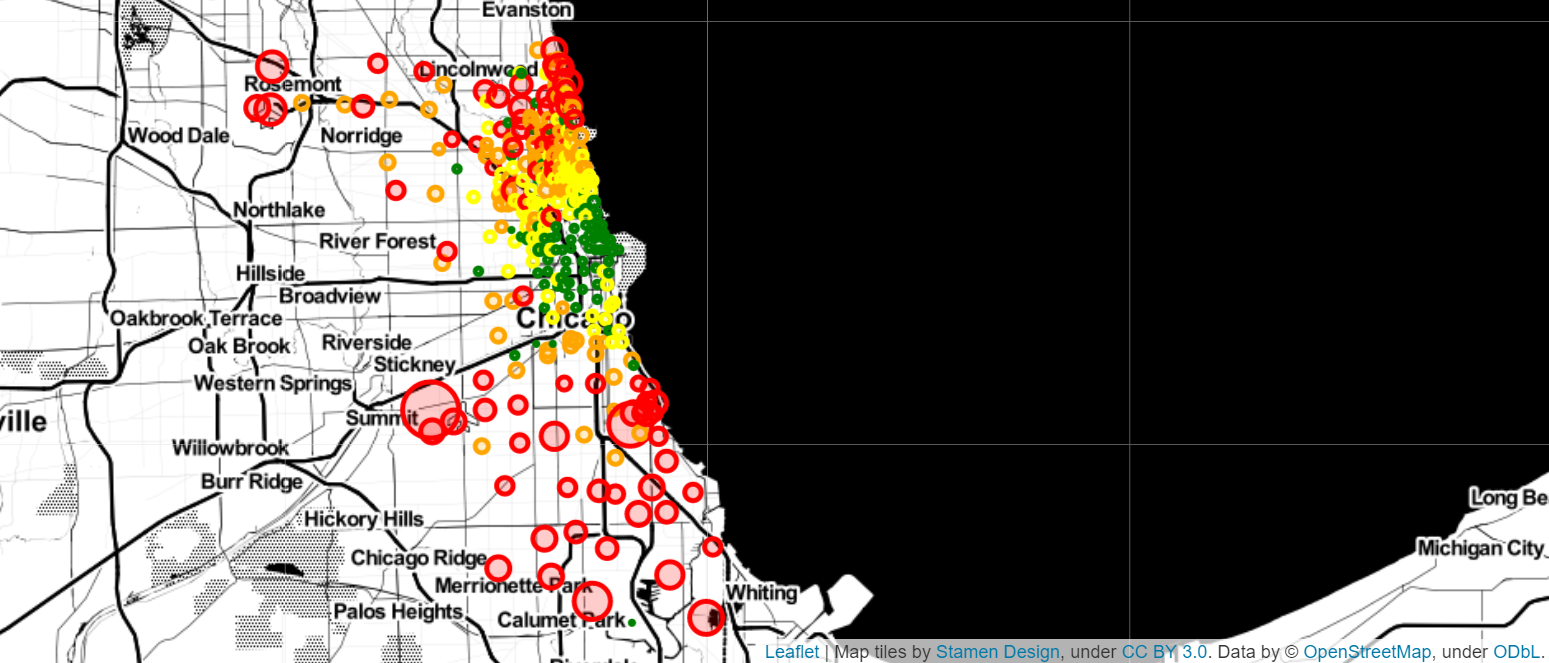 Evanston
Lincolnwood
Rosemont
Wood Dale
Norridge
Northlake
River Forest
Hillside
Broadview
Oakbrook Terrace
Chicago
Oak Brook
Riverside
Stickney
Western Springs
Summit
ville
Willowbrook
Burr Ridge
Long Be
Hickory Hills
Michigan City
Chicago Ridge
Merrionette Park
Whiting
Palos Heights
Calumet Park
Leaflet | Map tiles by Stamen Design, under CC BY 3.0. Data by © OpenStreetMap, under ODbL.